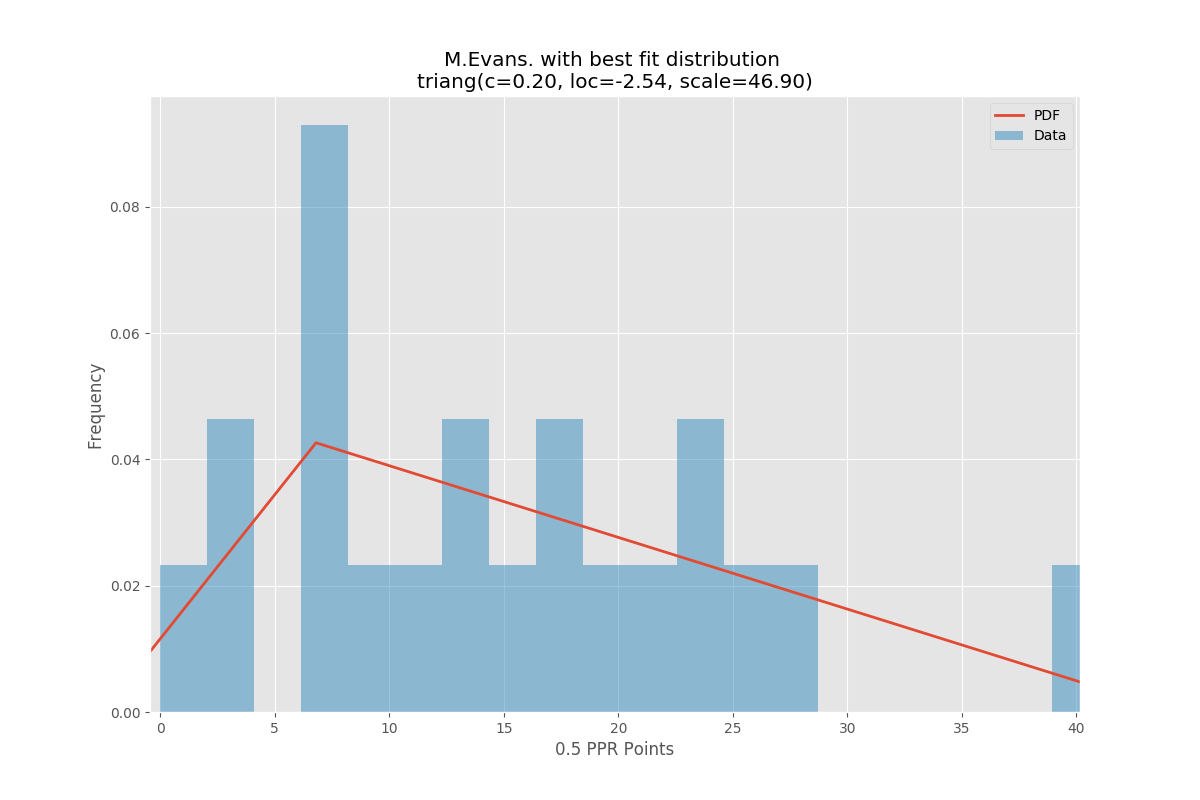 M.Evans. with best fit distribution
triang(c=0.20, loc=-2.54, scale=46.90)
PDF
Data
0.08
0.06
0.04
0.02
0.00
Frequency
0 5 10 15 20 25 30 35 40
0.5 PPR Points